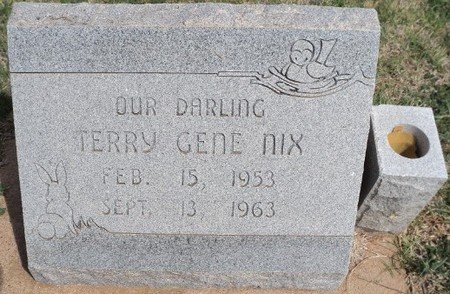 OUR DARLING
TERRY GENE NIX
FEB. 15, 1953
SEPT. 13, 1963